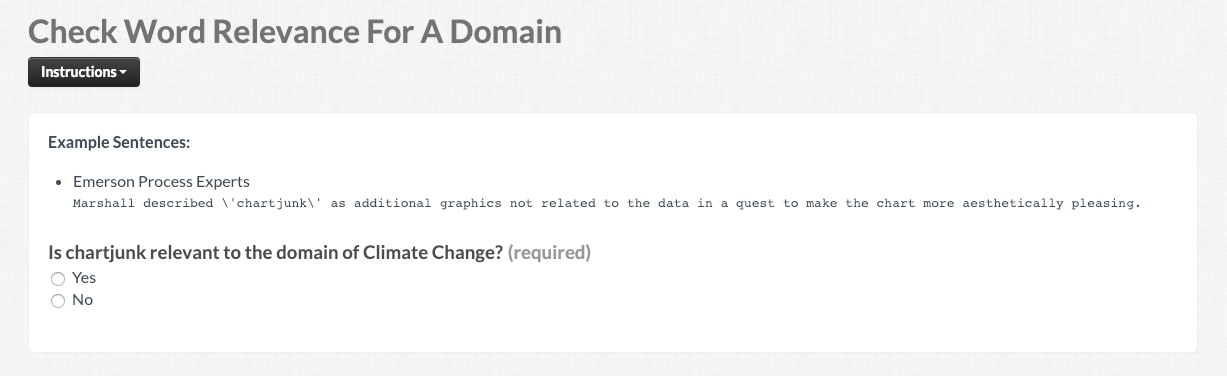 Check Word Relevance For A Domain
Instructions
Example Sentences:
Emerson Process Experts
Marshall described \'chartjunk\' as additional graphics not related to the data in a quest to make the chart more aesthetically pleasing.
Is chartjunk relevant to the domain of Climate Change? (required)
Yes
No